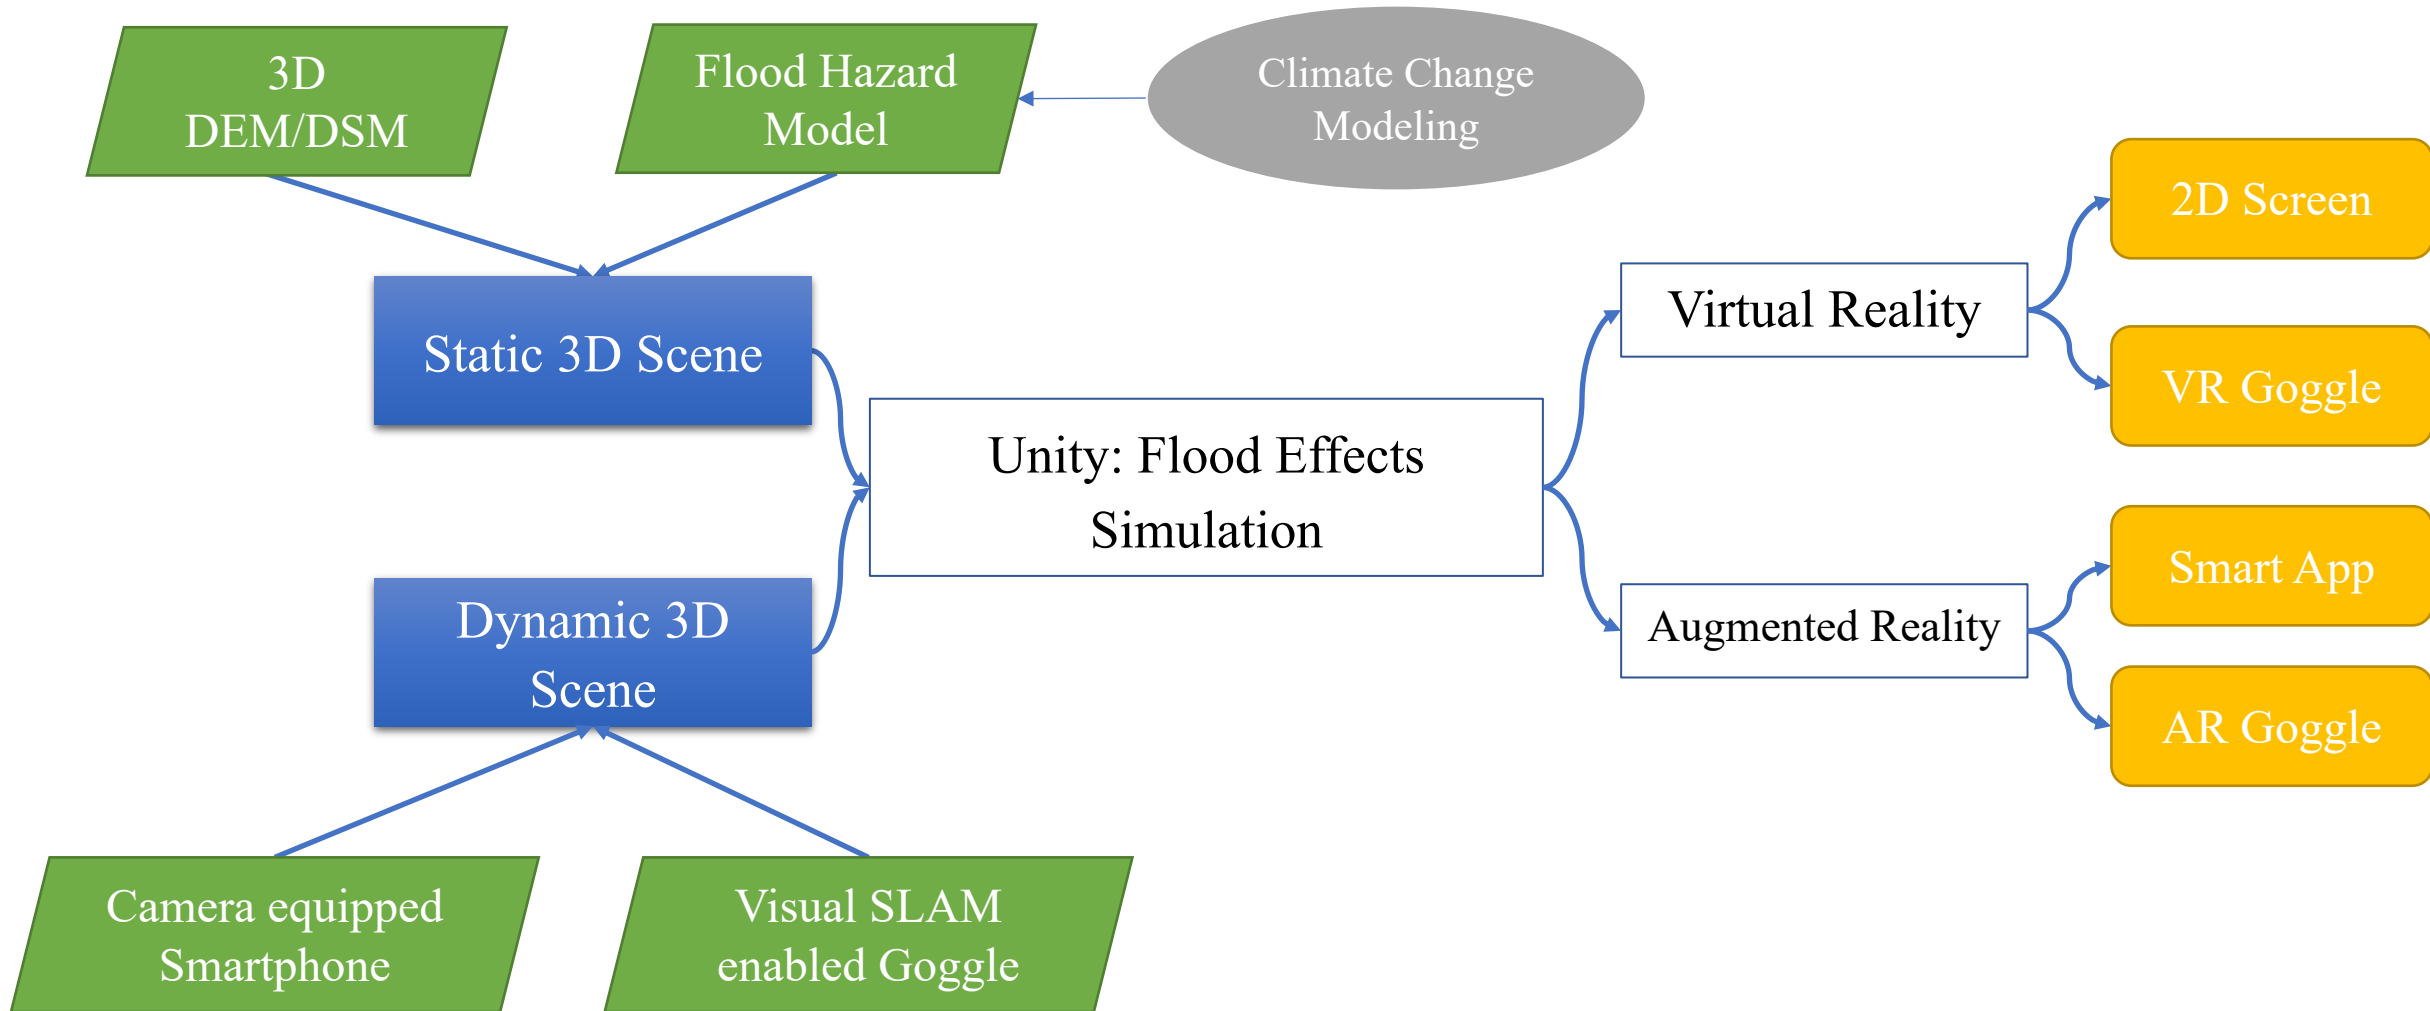 3D
DEM/DSM
Flood Hazard
Model
Climate Change
Modeling
2D Screen
Virtual Reality
Static 3D Scene
VR Goggle
Unity: Flood Effects
Simulation
Smart App
Dynamic 3D
Scene
Augmented Reality
AR Goggle
Camera equipped
Smartphone
Visual SLAM
enabled Goggle